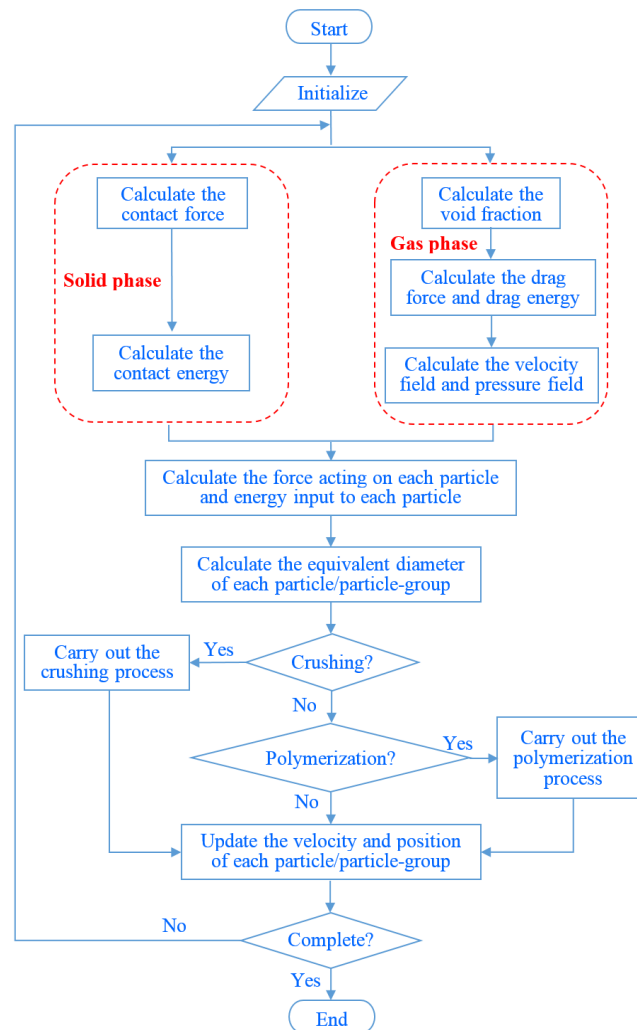 Start
Initialize
Calculate the
contact force
Solid phase
Calculate the
contact energy
Calculate the
void fraction
Gas phase
Calculate the drag
force and drag energy
Calculate the velocity
field and pressure field
Calculate the force acting on each particle
and energy input to each particle
Calculate the equivalent diameter
of each particle/particle-group
Crushing?
Yes
Carry out the
crushing process
No
Polymerization?
Yes
Carry out the
polymerization
process
No
Update the velocity and position
of each particle/particle-group
Complete?
No
Yes
End